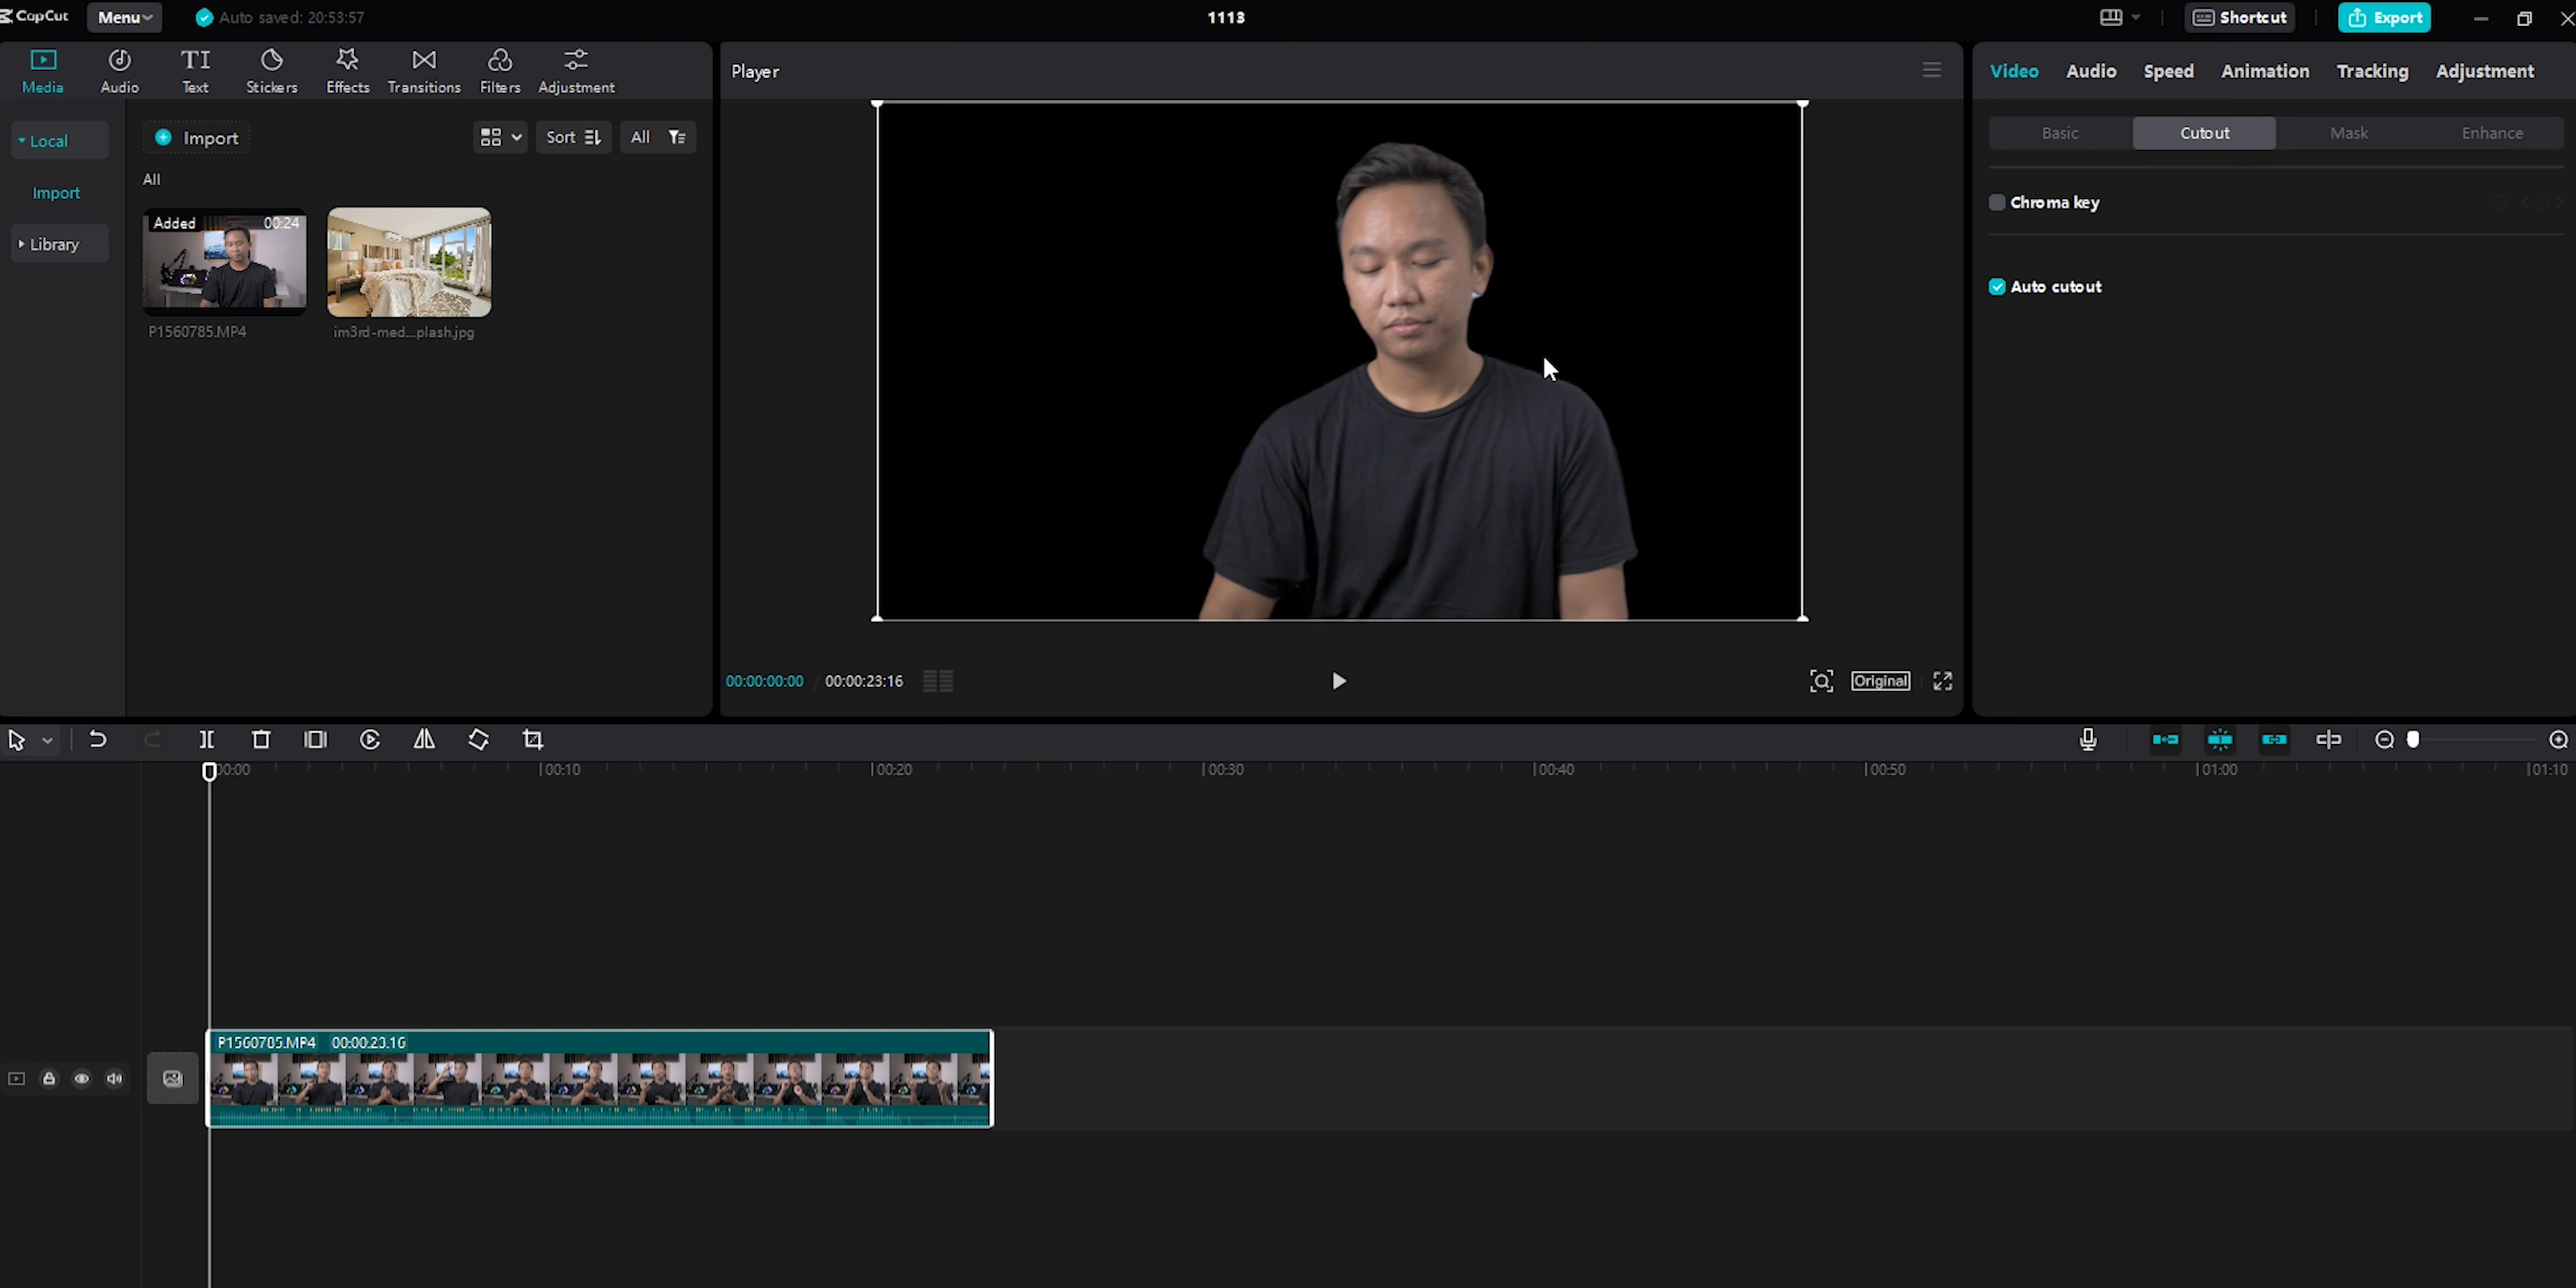 CapCut Menu Auto saved: 20:53:57 1113 Shortcut Export
Media Audio Text Stickers Effects Transitions Filters Adjustment
Player
Video Audio Speed Animation Tracking Adjustment
Local
Import
Library
Import Sort All
All
Added 00:24
P1560785.MP4 im3rd-med...plash.jpg
Basic Cutout Mask Enhance
Chroma key
Auto cutout
00:00:00:00 / 00:00:23:16 Original
00:00 00:10 00:20 00:30 00:40 00:50 01:00 01:10
P1560785.MP4 00:00:23:16